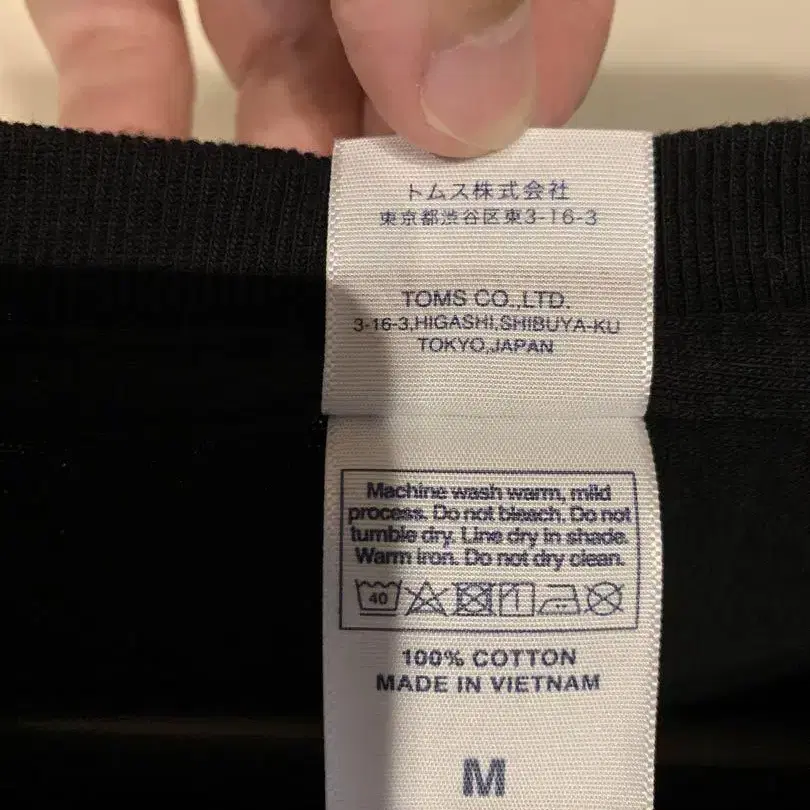 トムス株式会社
東京都渋谷区東3-16-3
TOMS CO.,LTD.
3-16-3,HIGASHI,SHIBUYA-KU
TOKYO,JAPAN
Machine wash warm, mild
process. Do not bleach. Do not
tumble dry. Line dry in shade.
Warm iron. Do not dry clean.
40
100% COTTON
MADE IN VIETNAM
M